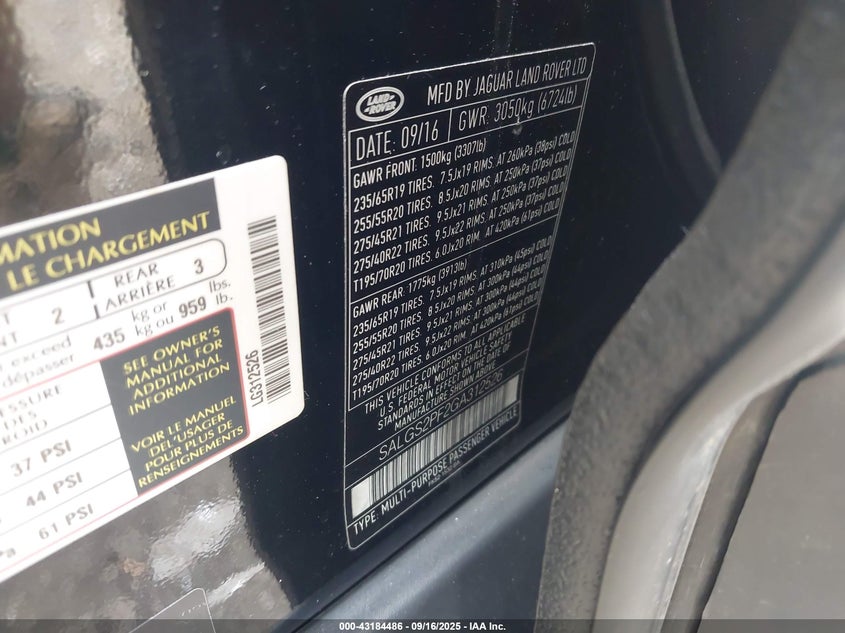 MATION
LE CHARGEMENT
2
REAR
ARRIÈRE
3
exceed
435
kg or
kg ou
959
lbs.
lb.
SEE OWNER'S
MANUAL FOR
ADDITIONAL
INFORMATION
VOIR LE MANUEL
DE L'USAGER
POUR PLUS DE
RENSEIGNEMENTS
37 PSI
44 PSI
61 PSI
LG312526
LAND
ROVER
MFD BY JAGUAR LAND ROVER LTD
DATE: 09/16 GWR: 3050kg (6724lb)
GAWR FRONT: 1500kg (3307lb)
235/65R19 TIRES. 7.5Jx19 RIMS. AT 260kPa (38psi) COLD
255/55R20 TIRES. 8.5Jx20 RIMS. AT 250kPa (37psi) COLD
275/45R21 TIRES. 9.5Jx21 RIMS. AT 250kPa (37psi) COLD
275/40R22 TIRES. 9.5Jx22 RIMS. AT 250kPa (37psi) COLD
T195/70R20 TIRES. 6.0Jx20 RIM. AT 420kPa (61psi) COLD
GAWR REAR: 1775kg (3913lb)
235/65R19 TIRES. 7.5Jx19 RIMS. AT 310kPa (45psi) COLD
255/55R20 TIRES. 8.5Jx20 RIMS. AT 300kPa (44psi) COLD
275/45R21 TIRES. 9.5Jx21 RIMS. AT 300kPa (44psi) COLD
275/40R22 TIRES. 9.5Jx22 RIMS. AT 300kPa (44psi) COLD
T195/70R20 TIRES. 6.0Jx20 RIM. AT 420kPa (61psi) COLD
THIS VEHICLE CONFORMS TO ALL APPLICABLE
U.S. FEDERAL MOTOR VEHICLE SAFETY
STANDARDS IN EFFECT ON THE DATE OF
MANUFACTURE SHOWN ABOVE.
SALGS2PF2GA312526
TYPE: MULTI-PURPOSE PASSENGER VEHICLE
000-43184486 - 09/16/2025 - IAA Inc.